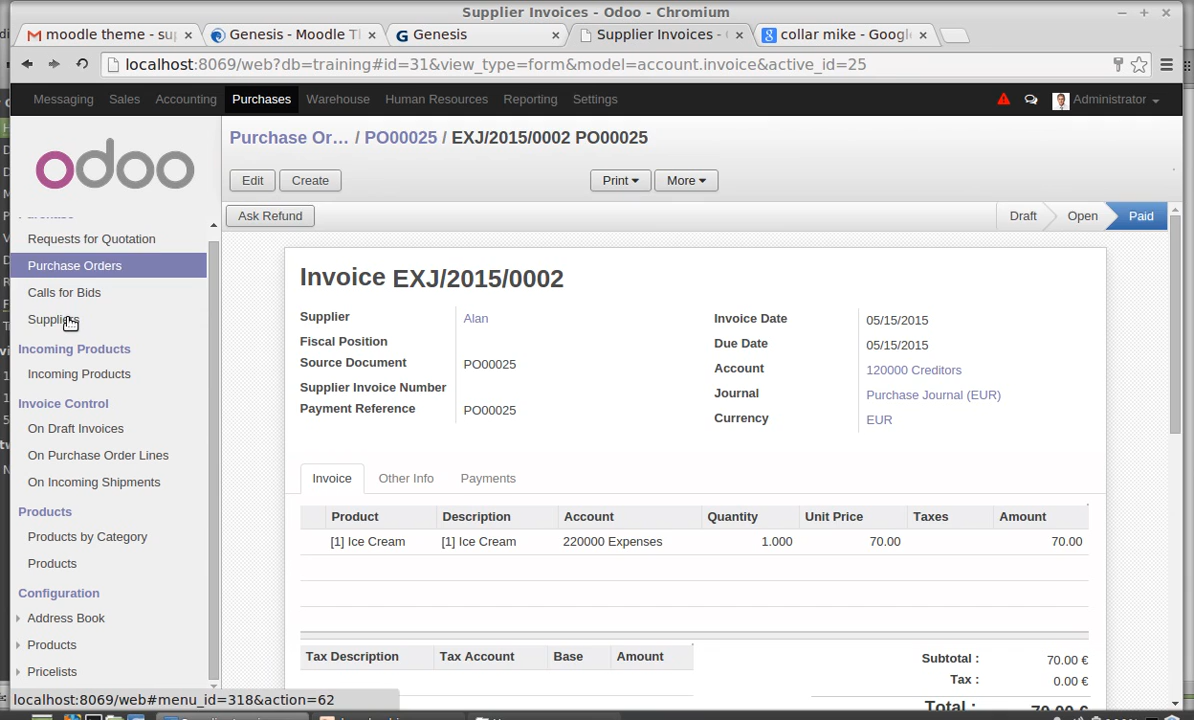 Supplier Invoices - Odoo - Chromium
moodle theme - su
Genesis - Moodle T
Genesis
Supplier Invoices -
collar mike - Googl
localhost:8069/web?db=training#id=31&view_type=form&model=account.invoice&active_id=25
Messaging Sales Accounting Purchases Warehouse Human Resources Reporting Settings Administrator
odoo
Purchase Or... / PO00025 / EXJ/2015/0002 PO00025
Edit Create Print More
Ask Refund Draft Open Paid
Requests for Quotation
Purchase Orders
Calls for Bids
Suppliers
Incoming Products
Incoming Products
Invoice Control
On Draft Invoices
On Purchase Order Lines
On Incoming Shipments
Products
Products by Category
Products
Configuration
Address Book
Products
Pricelists
Invoice EXJ/2015/0002
Supplier Alan
Fiscal Position
Source Document PO00025
Supplier Invoice Number
Payment Reference PO00025
Invoice Date 05/15/2015
Due Date 05/15/2015
Account 120000 Creditors
Journal Purchase Journal (EUR)
Currency EUR
Invoice Other Info Payments
Product Description Account Quantity Unit Price Taxes Amount
[1] Ice Cream [1] Ice Cream 220000 Expenses 1.000 70.00 70.00
Tax Description Tax Account Base Amount
Subtotal : 70.00 €
Tax : 0.00 €
Total : 70.00 €
localhost:8069/web#menu_id=318&action=62